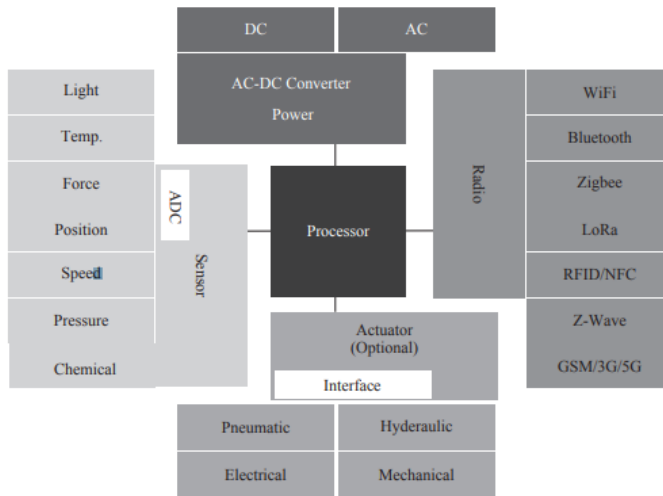 DC
AC
AC-DC Converter
Power
Light
Temp.
Force
Position
Speed
Pressure
Chemical
ADC
Sensor
Processor
Radio
WiFi
Bluetooth
Zigbee
LoRa
RFID/NFC
Z-Wave
GSM/3G/5G
Actuator
(Optional)
Interface
Pneumatic
Hyderaulic
Electrical
Mechanical